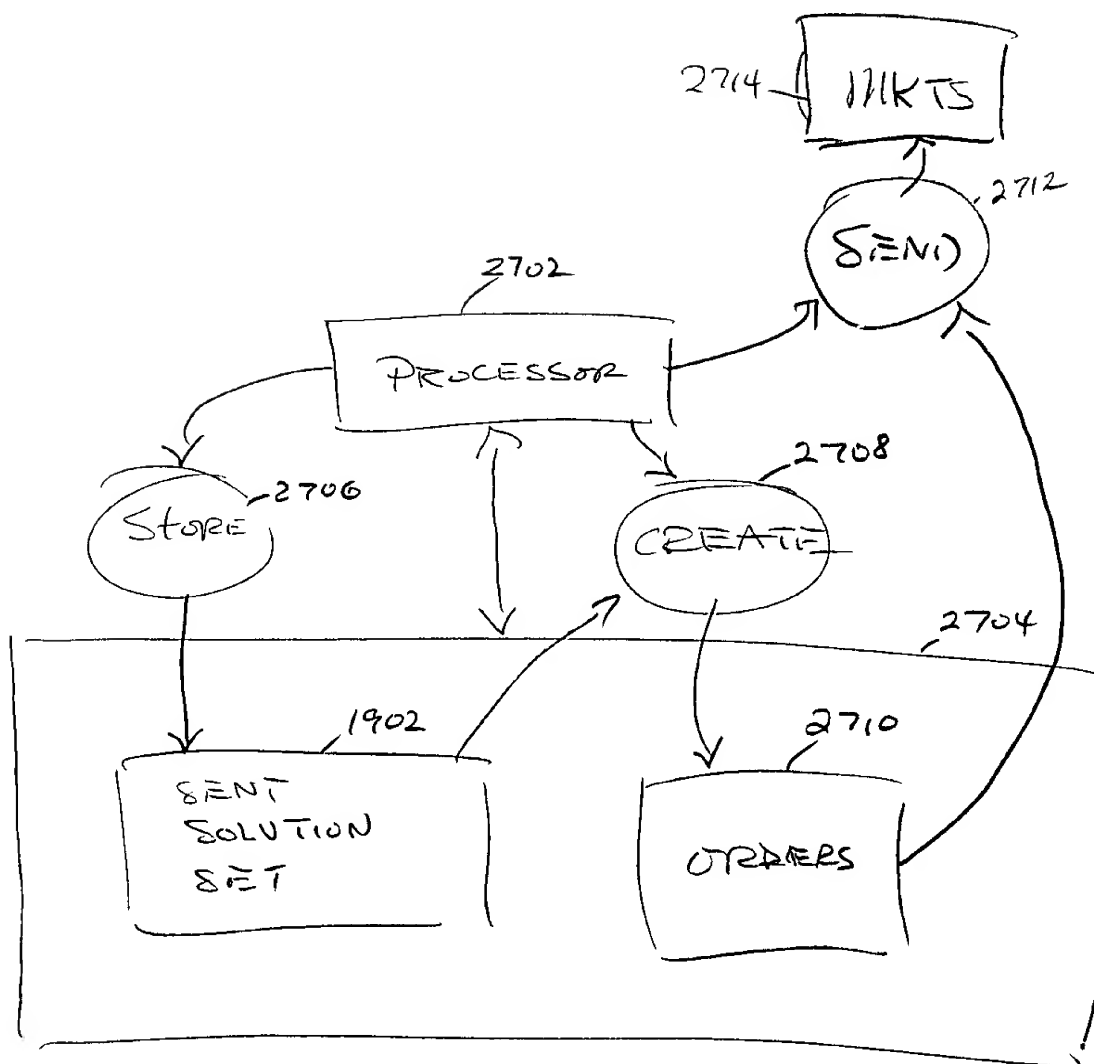 2714
MKTS
2712
SEND
2702
PROCESSOR
2708
2706
STORE
CREATE
2704
1902
2710
SENT
SOLUTION
SET
ORDERS